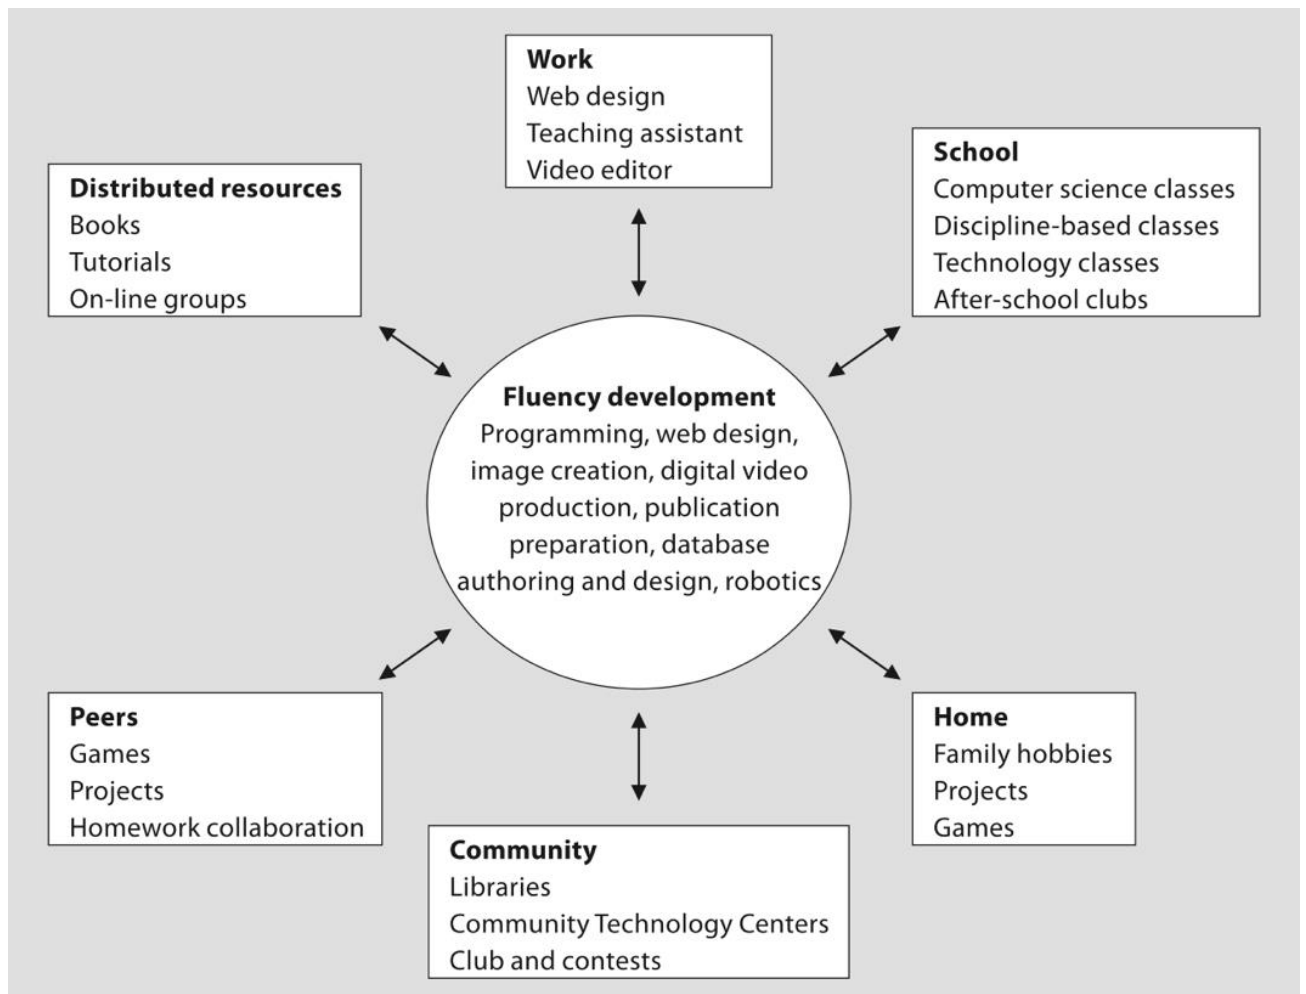 Work
Web design
Teaching assistant
Video editor
School
Computer science classes
Discipline-based classes
Technology classes
After-school clubs
Distributed resources
Books
Tutorials
On-line groups
Fluency development
Programming, web design,
image creation, digital video
production, publication
preparation, database
authoring and design, robotics
Peers
Games
Projects
Homework collaboration
Home
Family hobbies
Projects
Games
Community
Libraries
Community Technology Centers
Club and contests